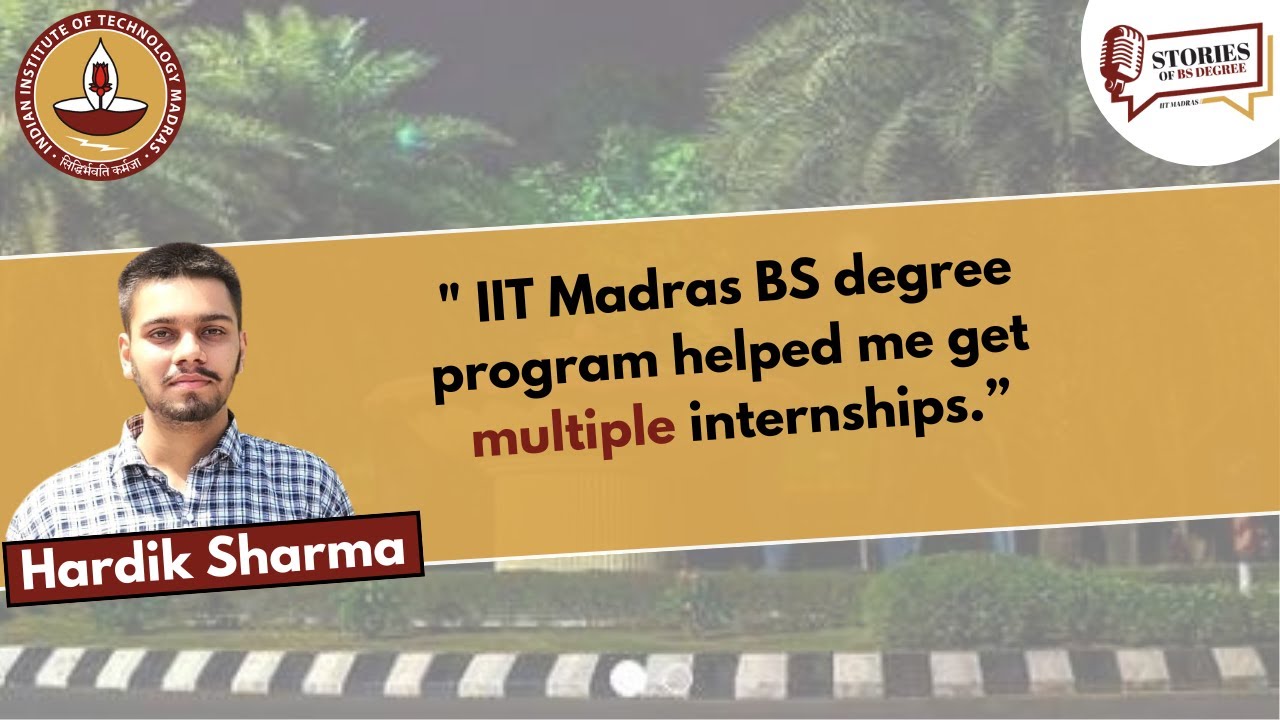 INDIAN INSTITUTE OF TECHNOLOGY MADRAS
सिद्धिर्भवति कर्मजा
STORIES
OF BS DEGREE
IIT MADRAS
" IIT Madras BS degree
program helped me get
multiple internships.”
Hardik Sharma